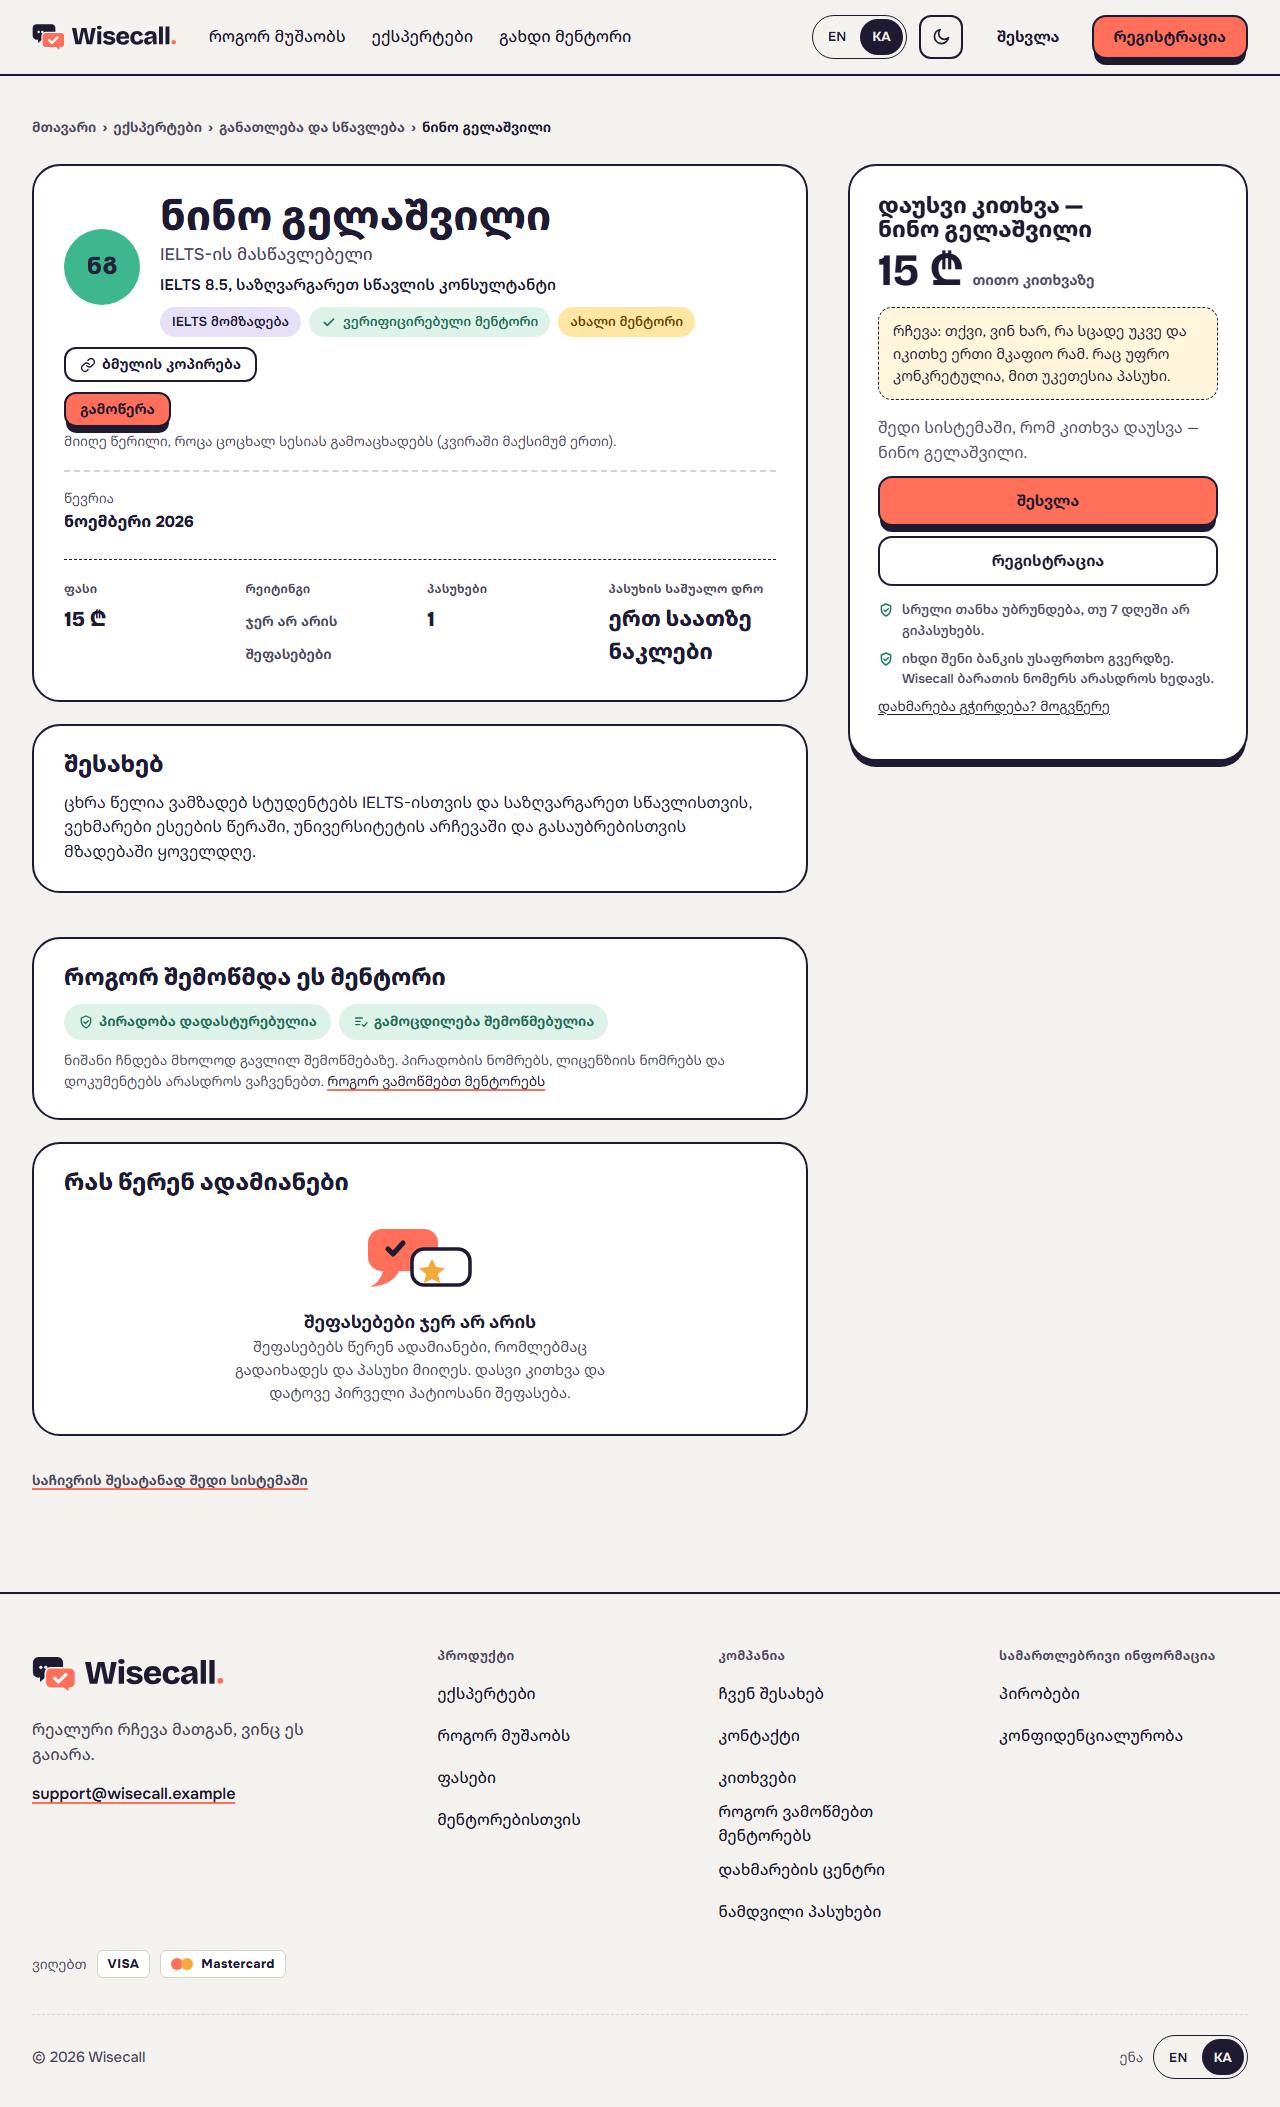 Wisecall.
როგორ მუშაობს
ექსპერტები
გახდი მენტორი
EN
KA
შესვლა
რეგისტრაცია
მთავარი › ექსპერტები › განათლება და სწავლება › ნინო გელაშვილი
ნგ
ნინო გელაშვილი
IELTS-ის მასწავლებელი
IELTS 8.5, საზღვარგარეთ სწავლის კონსულტანტი
IELTS მომზადება
ვერიფიცირებული მენტორი
ახალი მენტორი
ბმულის კოპირება
გამოწერა
მიიღე წერილი, როცა ცოცხალ სესიას გამოაცხადებს (კვირაში მაქსიმუმ ერთი).
წევრია
ნოემბერი 2026
ფასი
15 ₾
რეიტინგი
ჯერ არ არის
შეფასებები
პასუხები
1
პასუხის საშუალო დრო
ერთ საათზე
ნაკლები
დაუსვი კითხვა —
ნინო გელაშვილი
15 ₾ თითო კითხვაზე
რჩევა: თქვი, ვინ ხარ, რა სცადე უკვე და
იკითხე ერთი მკაფიო რამ. რაც უფრო
კონკრეტულია, მით უკეთესია პასუხი.
შედი სისტემაში, რომ კითხვა დაუსვა —
ნინო გელაშვილი.
შესვლა
რეგისტრაცია
სრული თანხა უბრუნდება, თუ 7 დღეში არ
გიპასუხებს.
იხდი შენი ბანკის უსაფრთხო გვერდზე.
Wisecall ბარათის ნომერს არასდროს ხედავს.
დახმარება გჭირდება? მოგვწერე
შესახებ
ცხრა წელია ვამზადებ სტუდენტებს IELTS-ისთვის და საზღვარგარეთ სწავლისთვის,
ვეხმარები ესეების წერაში, უნივერსიტეტის არჩევაში და გასაუბრებისთვის
მზადებაში ყოველდღე.
როგორ შემოწმდა ეს მენტორი
პირადობა დადასტურებულია
გამოცდილება შემოწმებულია
ნიშანი ჩნდება მხოლოდ გავლილ შემოწმებაზე. პირადობის ნომრებს, ლიცენზიის ნომრებს და
დოკუმენტებს არასდროს ვაჩვენებთ. როგორ ვამოწმებთ მენტორებს
რას წერენ ადამიანები
შეფასებები ჯერ არ არის
შეფასებებს წერენ ადამიანები, რომლებმაც
გადაიხადეს და პასუხი მიიღეს. დასვი კითხვა და
დატოვე პირველი პატიოსანი შეფასება.
საჩივრის შესატანად შედი სისტემაში
Wisecall.
რეალური რჩევა მათგან, ვინც ეს
გაიარა.
support@wisecall.example
პროდუქტი
ექსპერტები
როგორ მუშაობს
ფასები
მენტორებისთვის
კომპანია
ჩვენ შესახებ
კონტაქტი
კითხვები
როგორ ვამოწმებთ
მენტორებს
დახმარების ცენტრი
ნამდვილი პასუხები
სამართლებრივი ინფორმაცია
პირობები
კონფიდენციალურობა
ვიღებთ
VISA
Mastercard
© 2026 Wisecall
ენა
EN
KA